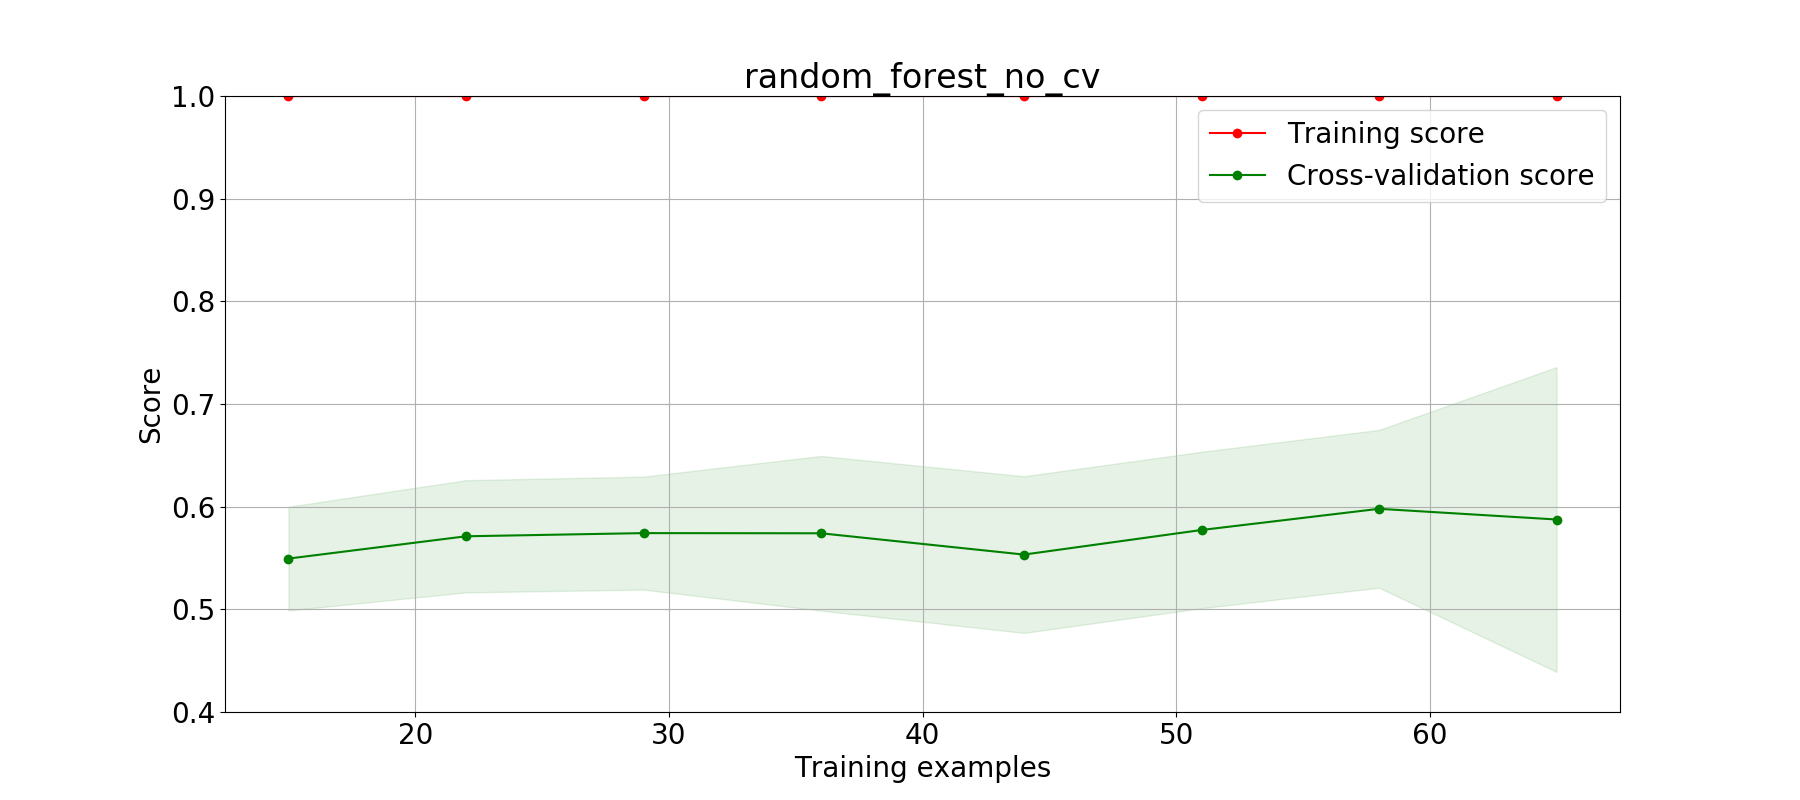 random_forest_no_cv
1.0
0.9
0.8
0.7
0.6
0.5
0.4
Score
Training score
Cross-validation score
20 30 40 50 60
Training examples